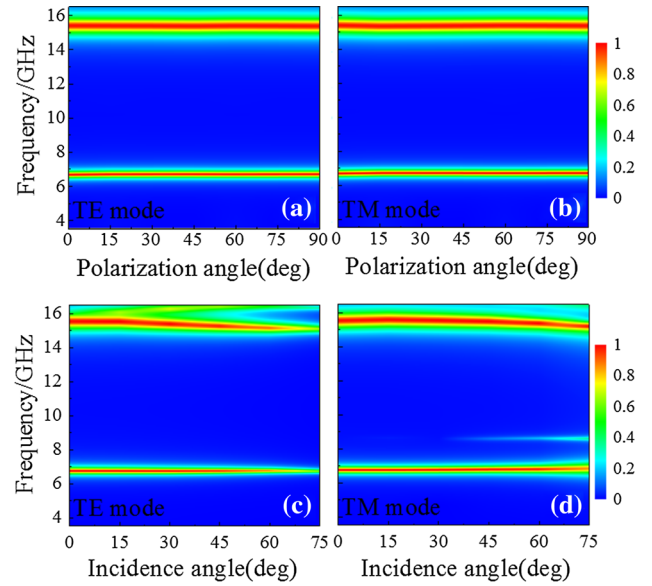 Frequency/GHz
16
14
12
10
8
6
4
TE mode
(a)
0 15 30 45 60 75 90
Polarization angle(deg)
TM mode
(b)
0 15 30 45 60 75 90
Polarization angle(deg)
1
0.8
0.6
0.4
0.2
0
Frequency/GHz
16
14
12
10
8
6
4
TE mode
(c)
0 15 30 45 60 75
Incidence angle(deg)
TM mode
(d)
0 15 30 45 60 75
Incidence angle(deg)
1
0.8
0.6
0.4
0.2
0